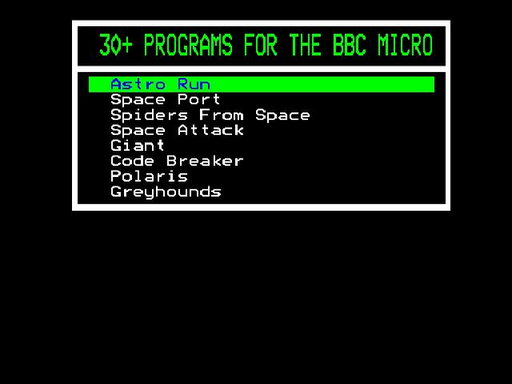 30+ PROGRAMS FOR THE BBC MICRO
Astro Run
Space Port
Spiders From Space
Space Attack
Giant
Code Breaker
Polaris
Greyhounds